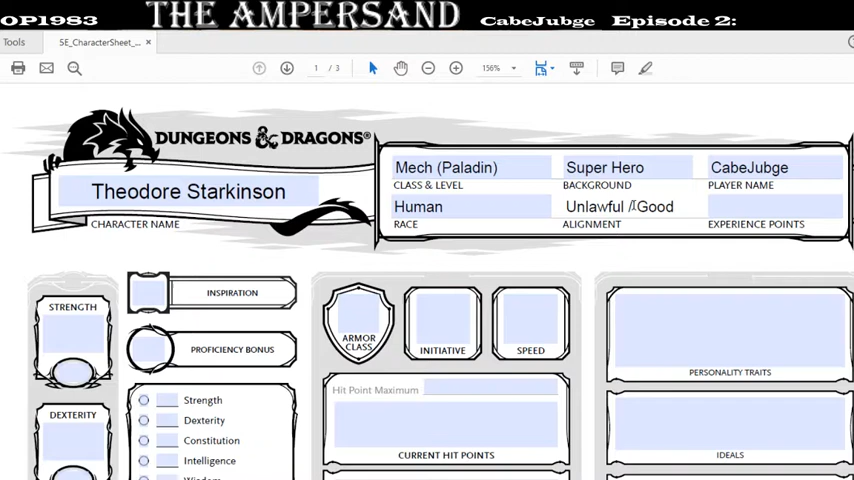 OP1983 THE AMPERSAND CabeJubge Episode 2:
Tools 5E_CharacterSheet_... ×
1 / 3 156%
DUNGEONS & DRAGONS®
Mech (Paladin) Super Hero CabeJubge
CLASS & LEVEL BACKGROUND PLAYER NAME
Theodore Starkinson
Human Unlawful /Good
CHARACTER NAME RACE ALIGNMENT EXPERIENCE POINTS
STRENGTH
INSPIRATION
PROFICIENCY BONUS
ARMOR
CLASS
INITIATIVE
SPEED
PERSONALITY TRAITS
Hit Point Maximum
Strength
DEXTERITY
Dexterity
Constitution
CURRENT HIT POINTS
IDEALS
Intelligence
Wisdom